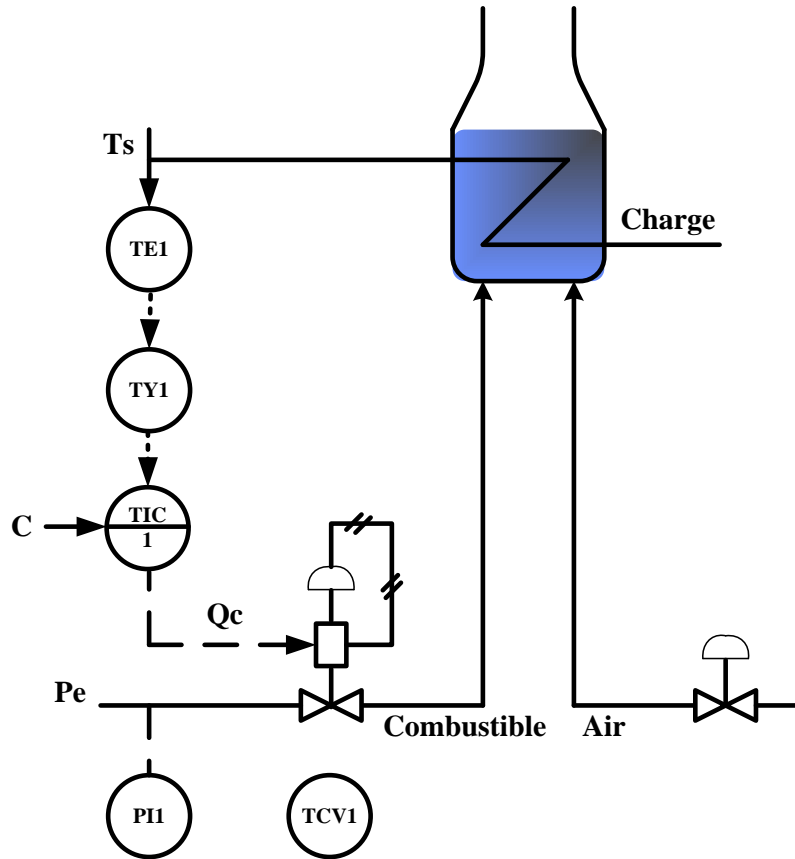 Ts
TE1
Charge
TY1
TIC
1
C
Qc
Pe
Combustible
Air
PI1
TCV1